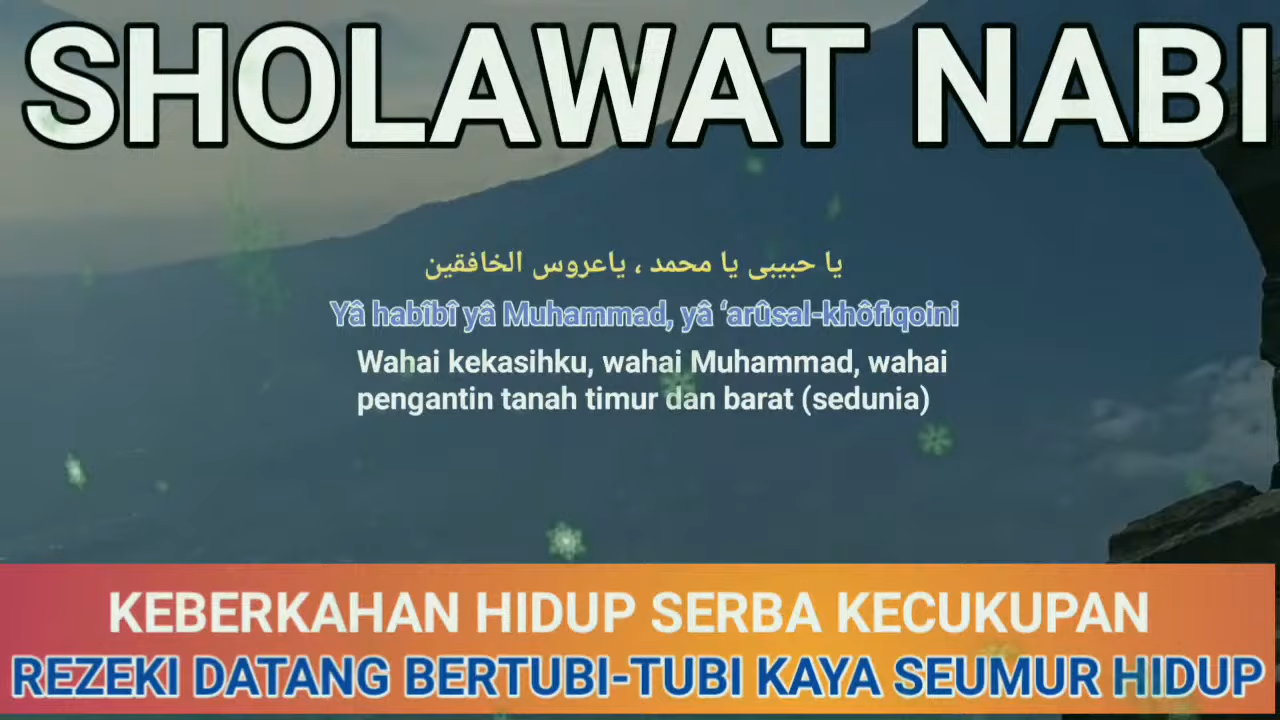 SHOLAWAT NABI
يا حبيبى يا محمد ، ياعروس الخافقين
Yâ habîbî yâ Muhammad, yâ ‘arûsal-khôfiqoini
Wahai kekasihku, wahai Muhammad, wahai
pengantin tanah timur dan barat (sedunia)
KEBERKAHAN HIDUP SERBA KECUKUPAN
REZEKI DATANG BERTUBI-TUBI KAYA SEUMUR HIDUP